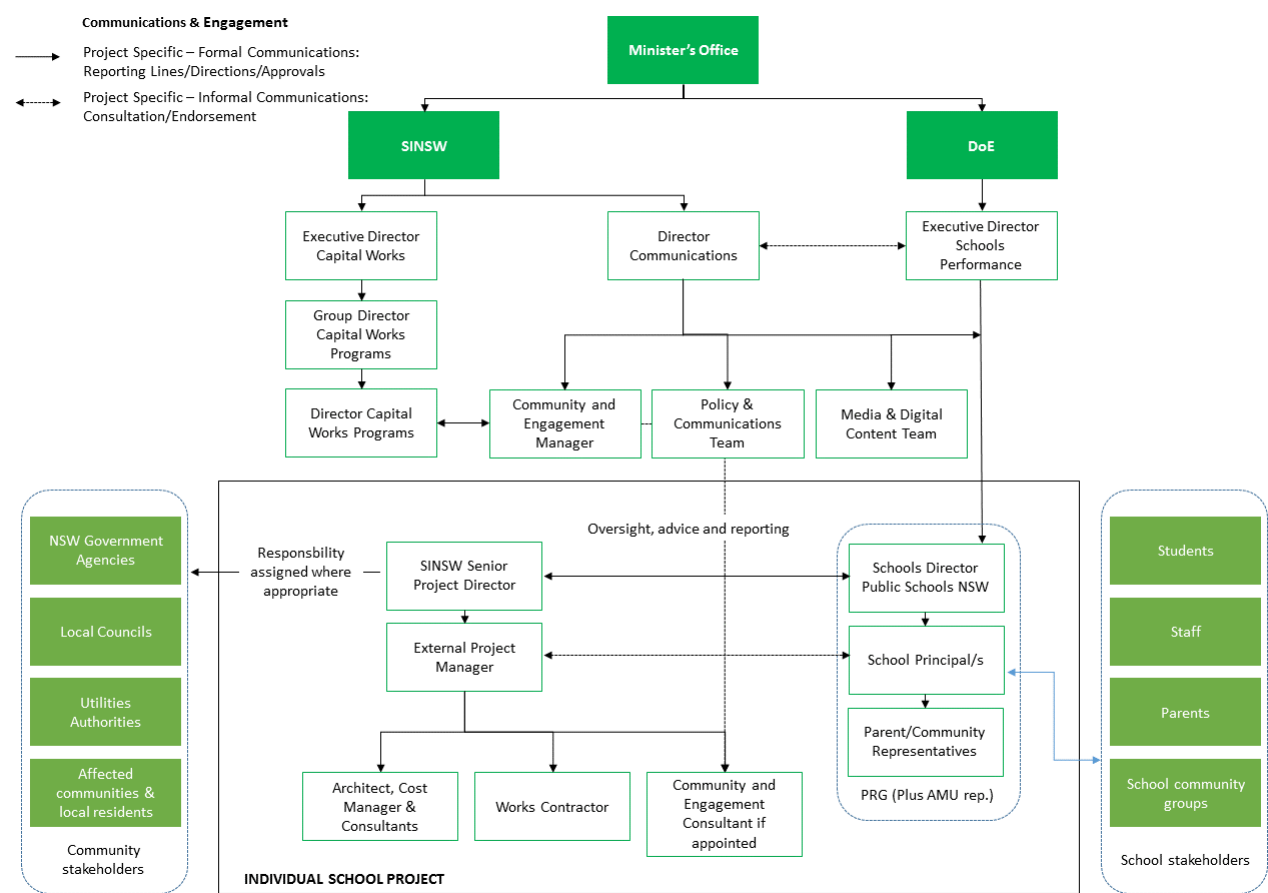 Communications & Engagement
Project Specific – Formal Communications:
Reporting Lines/Directions/Approvals
Project Specific – Informal Communications:
Consultation/Endorsement
Minister's Office
SINSW
DoE
Executive Director
Capital Works
Director
Communications
Executive Director
Schools
Performance
Group Director
Capital Works
Programs
Director Capital
Works Programs
Community and
Engagement
Manager
Policy &
Communications
Team
Media & Digital
Content Team
NSW Government
Agencies
Local Councils
Utilities
Authorities
Affected
communities &
local residents
Community
stakeholders
Responsbility
assigned where
appropriate
Oversight, advice and reporting
SINSW Senior
Project Director
External Project
Manager
Architect, Cost
Manager &
Consultants
Works Contractor
Community and
Engagement
Consultant if
appointed
Schools Director
Public Schools NSW
School Principal/s
Parent/Community
Representatives
PRG (Plus AMU rep.)
INDIVIDUAL SCHOOL PROJECT
Students
Staff
Parents
School community
groups
School stakeholders